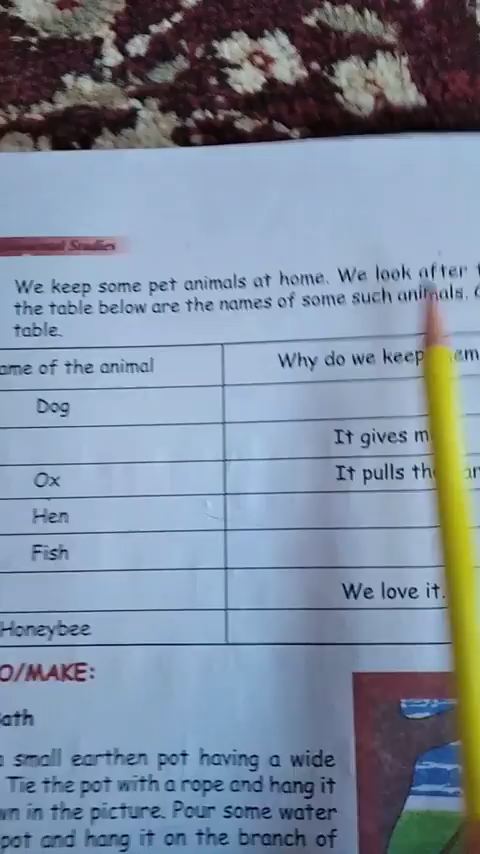 Studies
We keep some pet animals at home. We look after
the table below are the names of some such animals.
table.
ame of the animal Why do we keep
Dog
It gives
Ox It pulls
Hen
Fish
We love it.
Honeybee
O/MAKE:
ath
small earthen pot having a wide
Tie the pot with a rope and hang it
wn in the picture. Pour some water
pot and hang it on the branch of